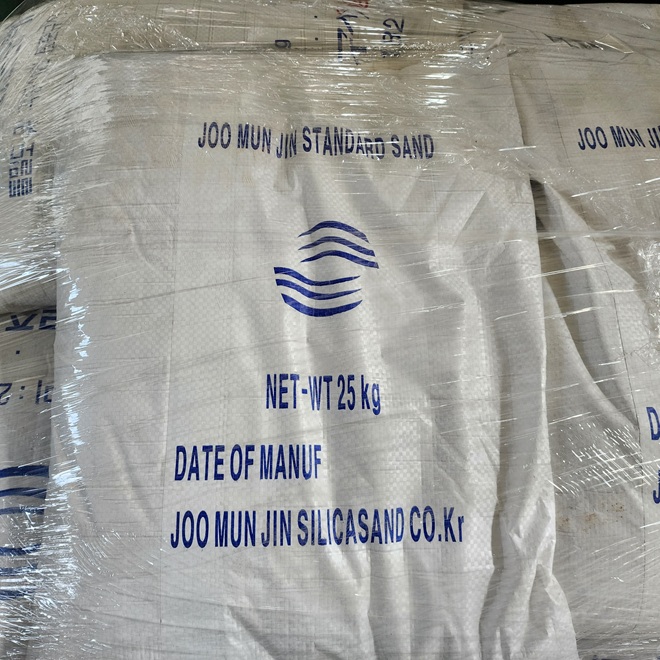 JOO MUN JIN STANDARD SAND
NET-WT 25 kg
DATE OF MANUF
JOO MUN JIN SILICASAND CO.Kr
JOO MUN